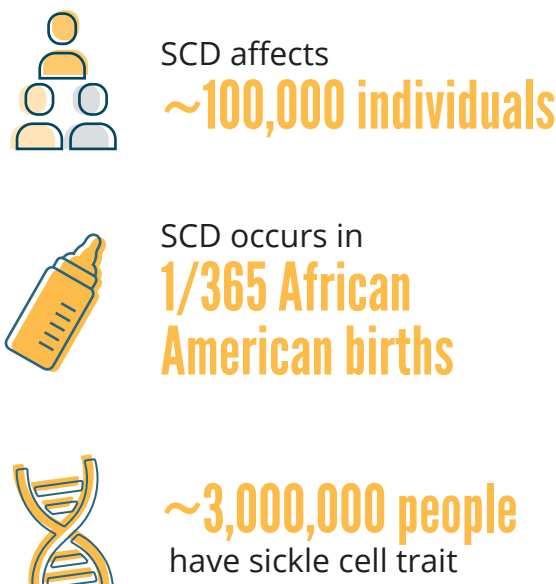 SCD affects
~100,000 individuals
SCD occurs in
1/365 African
American births
~3,000,000 people
have sickle cell trait